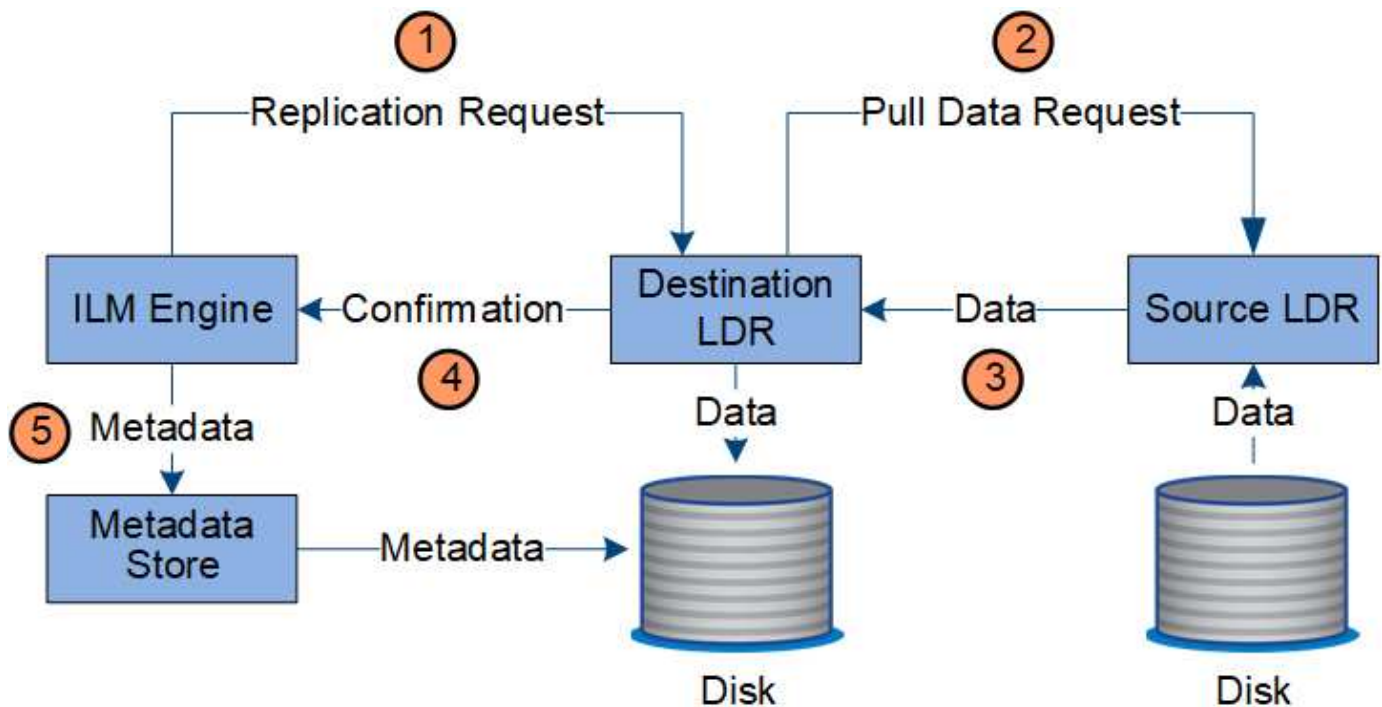 1
2
Replication Request
Pull Data Request
ILM Engine
Confirmation
Destination
LDR
Data
Source LDR
4
3
5
Metadata
Data
Data
Metadata
Store
Metadata
Disk
Disk